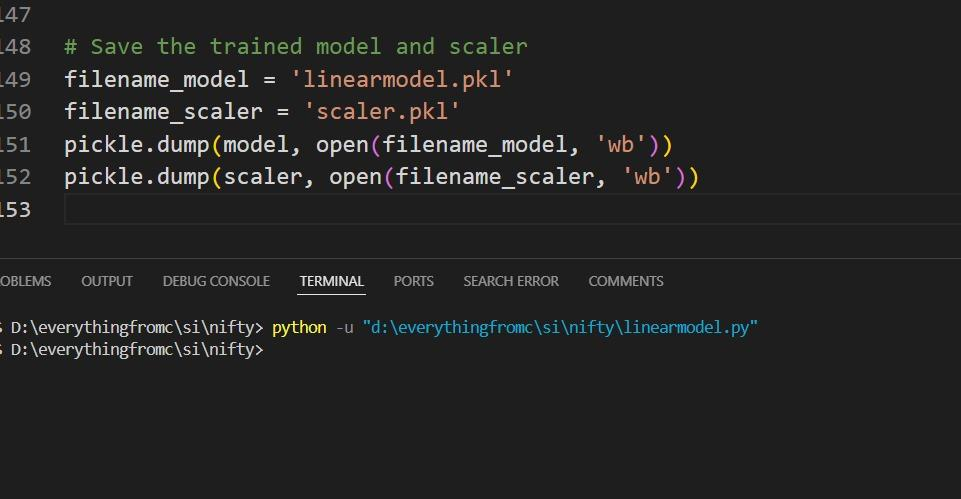 147
148 # Save the trained model and scaler
149 filename_model = 'linearmodel.pkl'
150 filename_scaler = 'scaler.pkl'
151 pickle.dump(model, open(filename_model, 'wb'))
152 pickle.dump(scaler, open(filename_scaler, 'wb'))
153
OBLEMS OUTPUT DEBUG CONSOLE TERMINAL PORTS SEARCH ERROR COMMENTS
S D:\everythingfromc\si\nifty> python -u "d:\everythingfromc\si\nifty\linearmodel.py"
S D:\everythingfromc\si\nifty>